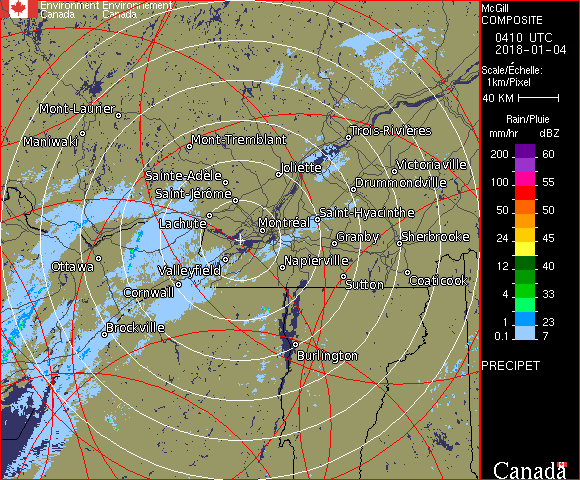 Environment Environnement
Canada Canada
Mont-Laurier
Maniwaki
Mont-Tremblant
Trois-Rivières
Joliette
Victoriaville
Sainte-Adèle
Drummondville
Saint-Jérôme
Saint-Hyacinthe
Lachute
Montréal
Granby
Sherbrooke
Ottawa
Valleyfield
Napierville
Cornwall
Sutton
Coaticook
Brockville
Burlington
McGill
COMPOSITE
0410 UTC
2018-01-04
Scale/Échelle:
1km/Pixel
40 KM
Rain/Pluie
mm/hr dBZ
200 60
150 57
100 55
50 50
24 45
12 40
4 33
1 23
0.1 7
PRECIPET
Canada